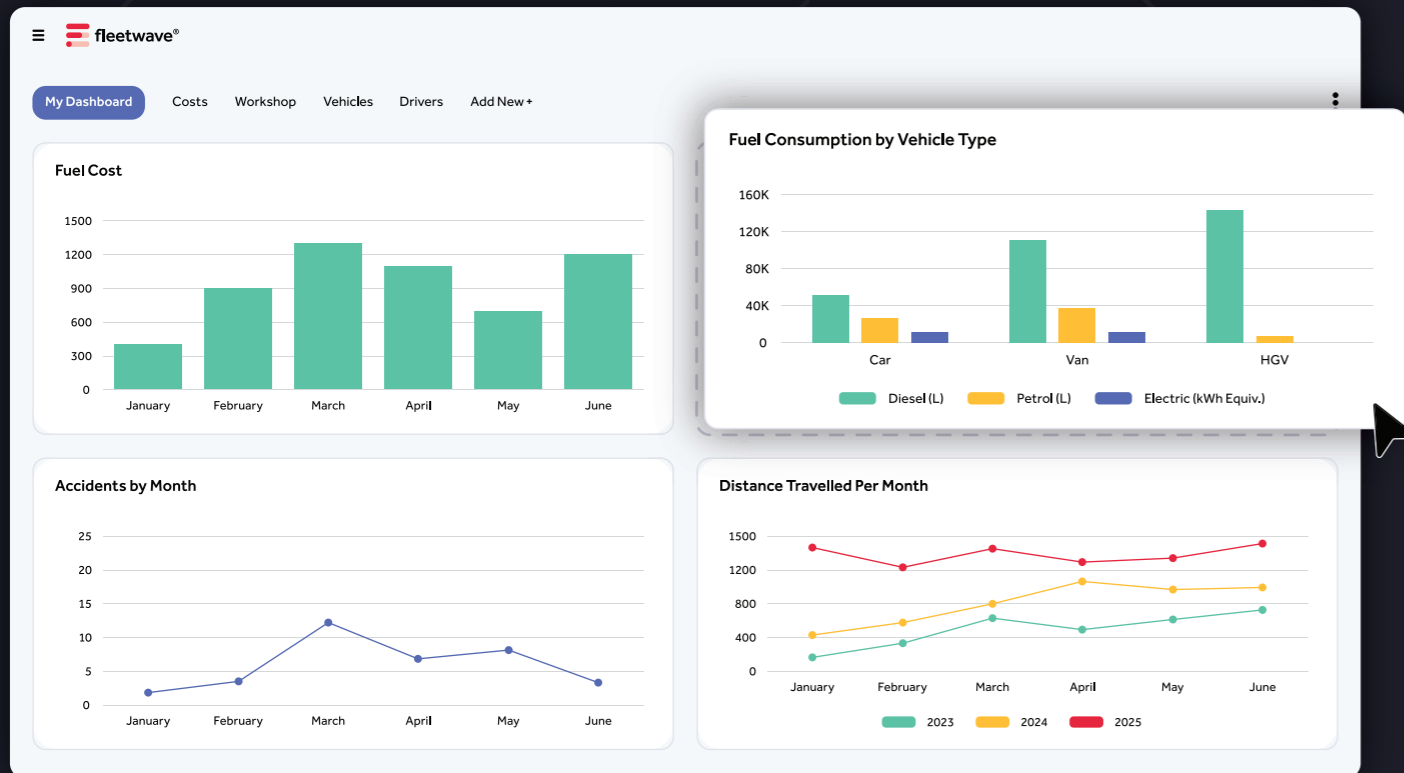 fleetwave®
My Dashboard Costs Workshop Vehicles Drivers Add New +
Fuel Cost
1500
1200
900
600
300
0
January February March April May June
Fuel Consumption by Vehicle Type
160K
120K
80K
40K
0
Car Van HGV
Diesel (L) Petrol (L) Electric (kWh Equiv.)
Accidents by Month
25
20
15
10
5
0
January February March April May June
Distance Travelled Per Month
1500
1200
800
400
0
January February March April May June
2023 2024 2025